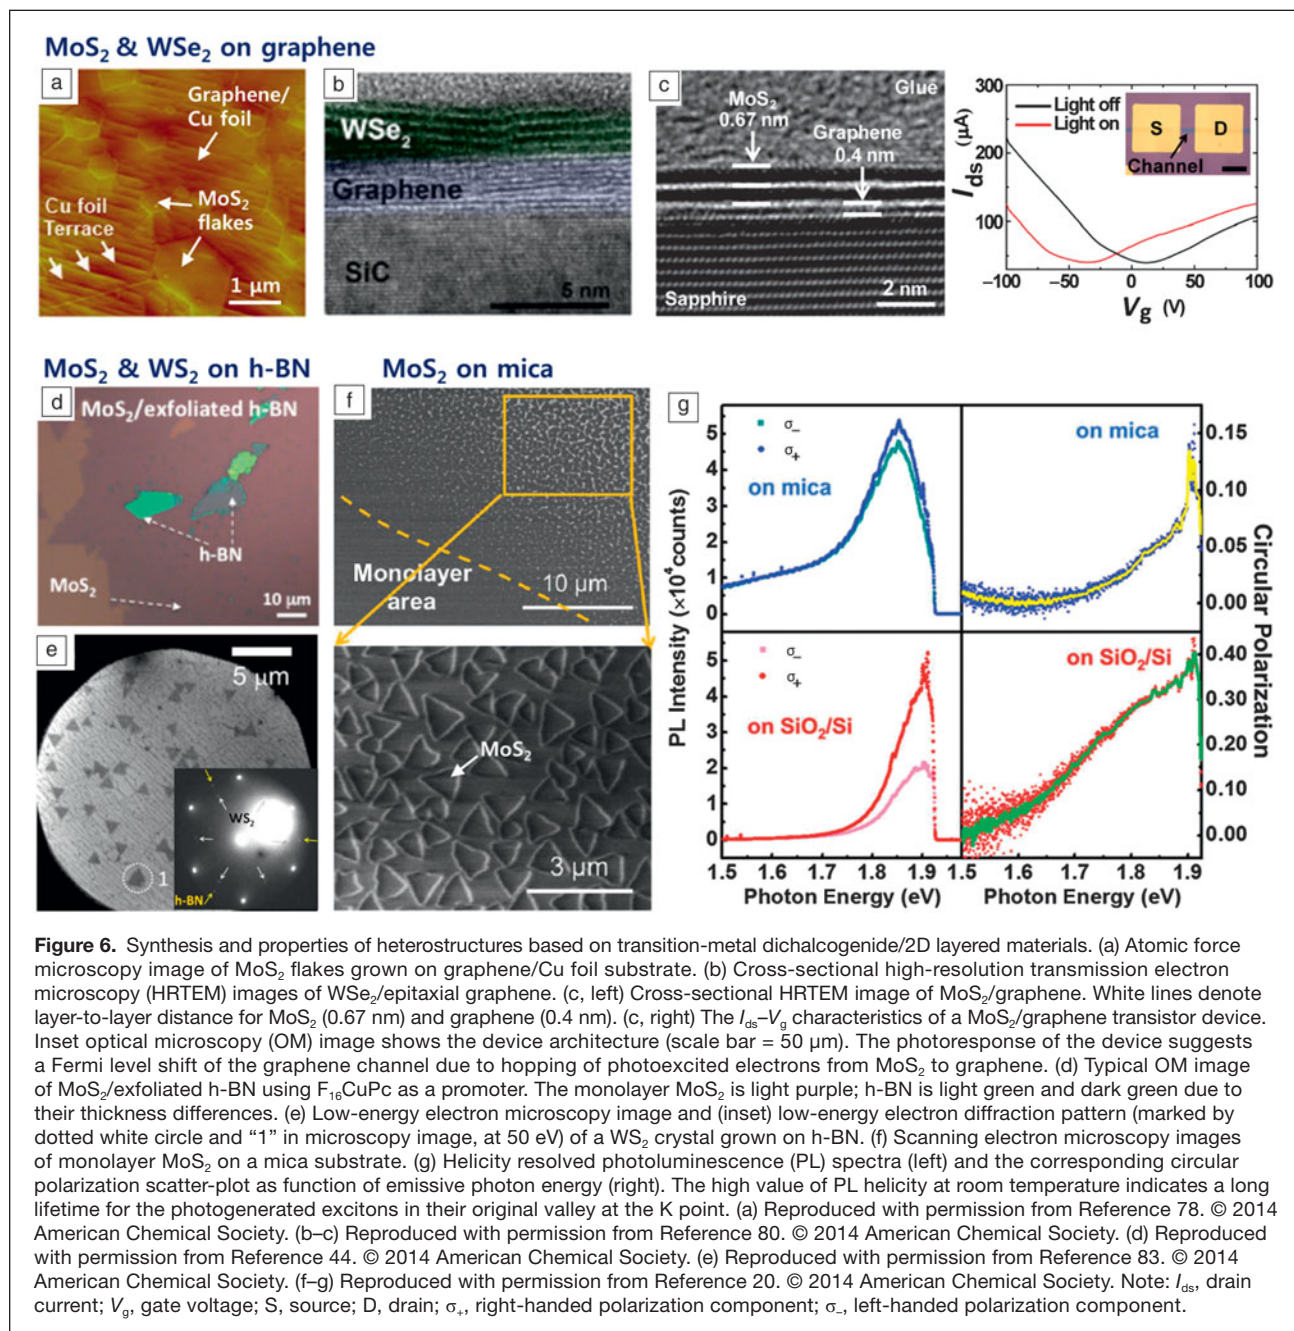 MoS₂ & WSe₂ on graphene
a
Graphene/
Cu foil
MoS₂
flakes
Cu foil
Terrace
1 µm
b
WSe₂
Graphene
SiC
5 nm
c
Glue
MoS₂
0.67 nm
Graphene
0.4 nm
Sapphire
2 nm
300
200
100
I_ds (µA)
Light off
Light on
S
D
Channel
−100
−50
0
50
100
V_g (V)
MoS₂ & WS₂ on h-BN
MoS₂ on mica
d
MoS₂/exfoliated h-BN
h-BN
MoS₂
10 µm
e
5 µm
WS₂
h-BN
1
f
Monolayer
area
10 µm
MoS₂
3 µm
g
PL Intensity (×10⁴counts)
5
4
3
2
1
0
σ₋
σ₊
on mica
on mica
0.15
0.10
0.05
0.00
5
4
3
2
1
0
σ₋
σ₊
on SiO₂/Si
on SiO₂/Si
0.40
0.30
0.20
0.10
0.00
Circular Polarization
1.5 1.6 1.7 1.8 1.9
1.5 1.6 1.7 1.8 1.9
Photon Energy (eV)
Photon Energy (eV)
Figure 6. Synthesis and properties of heterostructures based on transition-metal dichalcogenide/2D layered materials. (a) Atomic force
microscopy image of MoS₂ flakes grown on graphene/Cu foil substrate. (b) Cross-sectional high-resolution transmission electron
microscopy (HRTEM) images of WSe₂/epitaxial graphene. (c, left) Cross-sectional HRTEM image of MoS₂/graphene. White lines denote
layer-to-layer distance for MoS₂ (0.67 nm) and graphene (0.4 nm). (c, right) The I_ds–V_g characteristics of a MoS₂/graphene transistor device.
Inset optical microscopy (OM) image shows the device architecture (scale bar = 50 µm). The photoresponse of the device suggests
a Fermi level shift of the graphene channel due to hopping of photoexcited electrons from MoS₂ to graphene. (d) Typical OM image
of MoS₂/exfoliated h-BN using F₁₆CuPc as a promoter. The monolayer MoS₂ is light purple; h-BN is light green and dark green due to
their thickness differences. (e) Low-energy electron microscopy image and (inset) low-energy electron diffraction pattern (marked by
dotted white circle and “1” in microscopy image, at 50 eV) of a WS₂ crystal grown on h-BN. (f) Scanning electron microscopy images
of monolayer MoS₂ on a mica substrate. (g) Helicity resolved photoluminescence (PL) spectra (left) and the corresponding circular
polarization scatter-plot as function of emissive photon energy (right). The high value of PL helicity at room temperature indicates a long
lifetime for the photogenerated excitons in their original valley at the K point. (a) Reproduced with permission from Reference 78. © 2014
American Chemical Society. (b–c) Reproduced with permission from Reference 80. © 2014 American Chemical Society. (d) Reproduced
with permission from Reference 44. © 2014 American Chemical Society. (e) Reproduced with permission from Reference 83. © 2014
American Chemical Society. (f–g) Reproduced with permission from Reference 20. © 2014 American Chemical Society. Note: I_ds, drain
current; V_g, gate voltage; S, source; D, drain; σ₊, right-handed polarization component; σ₋, left-handed polarization component.